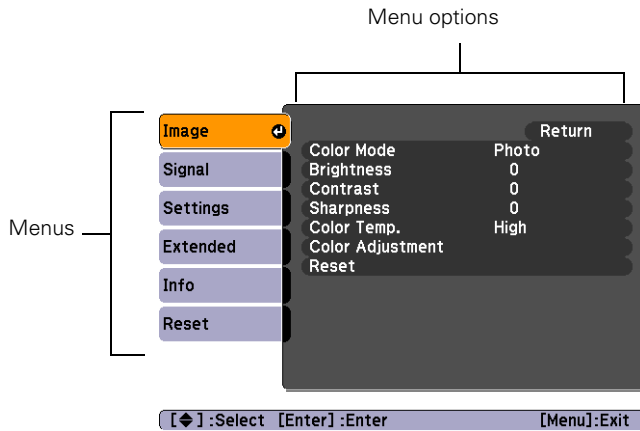 Menu options
Menus
Image
Signal
Settings
Extended
Info
Reset
Return
Color Mode Photo
Brightness 0
Contrast 0
Sharpness 0
Color Temp. High
Color Adjustment
Reset
[◆] :Select [Enter] :Enter [Menu]:Exit